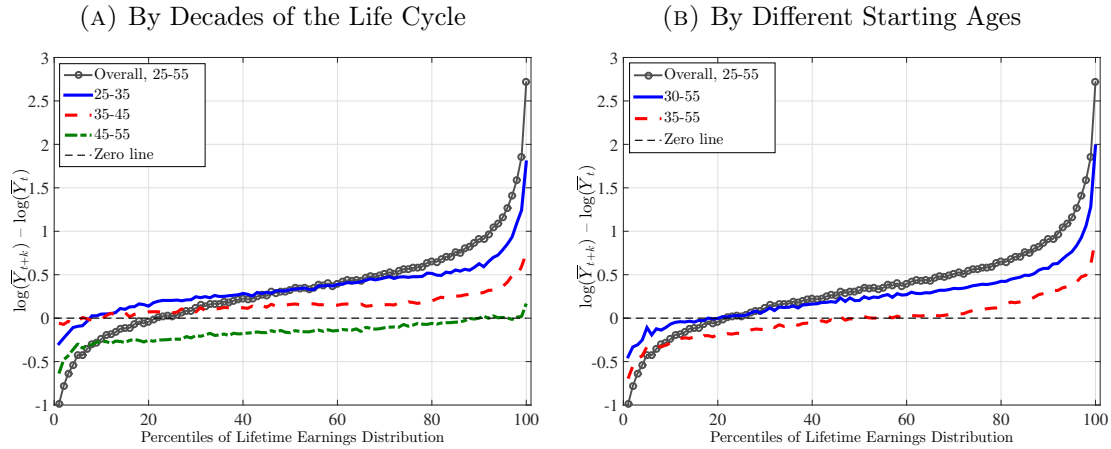 (A) By Decades of the Life Cycle
3
2.5
2
1.5
1
0.5
0
-0.5
-1
log(Y̅ₜ₊ₖ) − log(Y̅ₜ)
Overall, 25-55
25-35
35-45
45-55
Zero line
0 20 40 60 80 100
Percentiles of Lifetime Earnings Distribution
(B) By Different Starting Ages
3
2.5
2
1.5
1
0.5
0
-0.5
-1
log(Y̅ₜ₊ₖ) − log(Y̅ₜ)
Overall, 25-55
30-55
35-55
Zero line
0 20 40 60 80 100
Percentiles of Lifetime Earnings Distribution